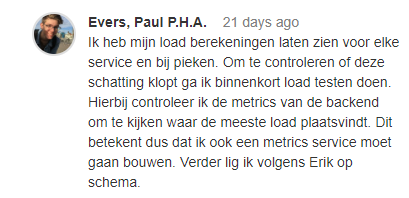 Evers, Paul P.H.A. 21 days ago
Ik heb mijn load berekeningen laten zien voor elke
service en bij pieken. Om te controleren of deze
schatting klopt ga ik binnenkort load testen doen.
Hierbij controleer ik de metrics van de backend
om te kijken waar de meeste load plaatsvindt. Dit
betekent dus dat ik ook een metrics service moet
gaan bouwen. Verder lig ik volgens Erik op
schema.